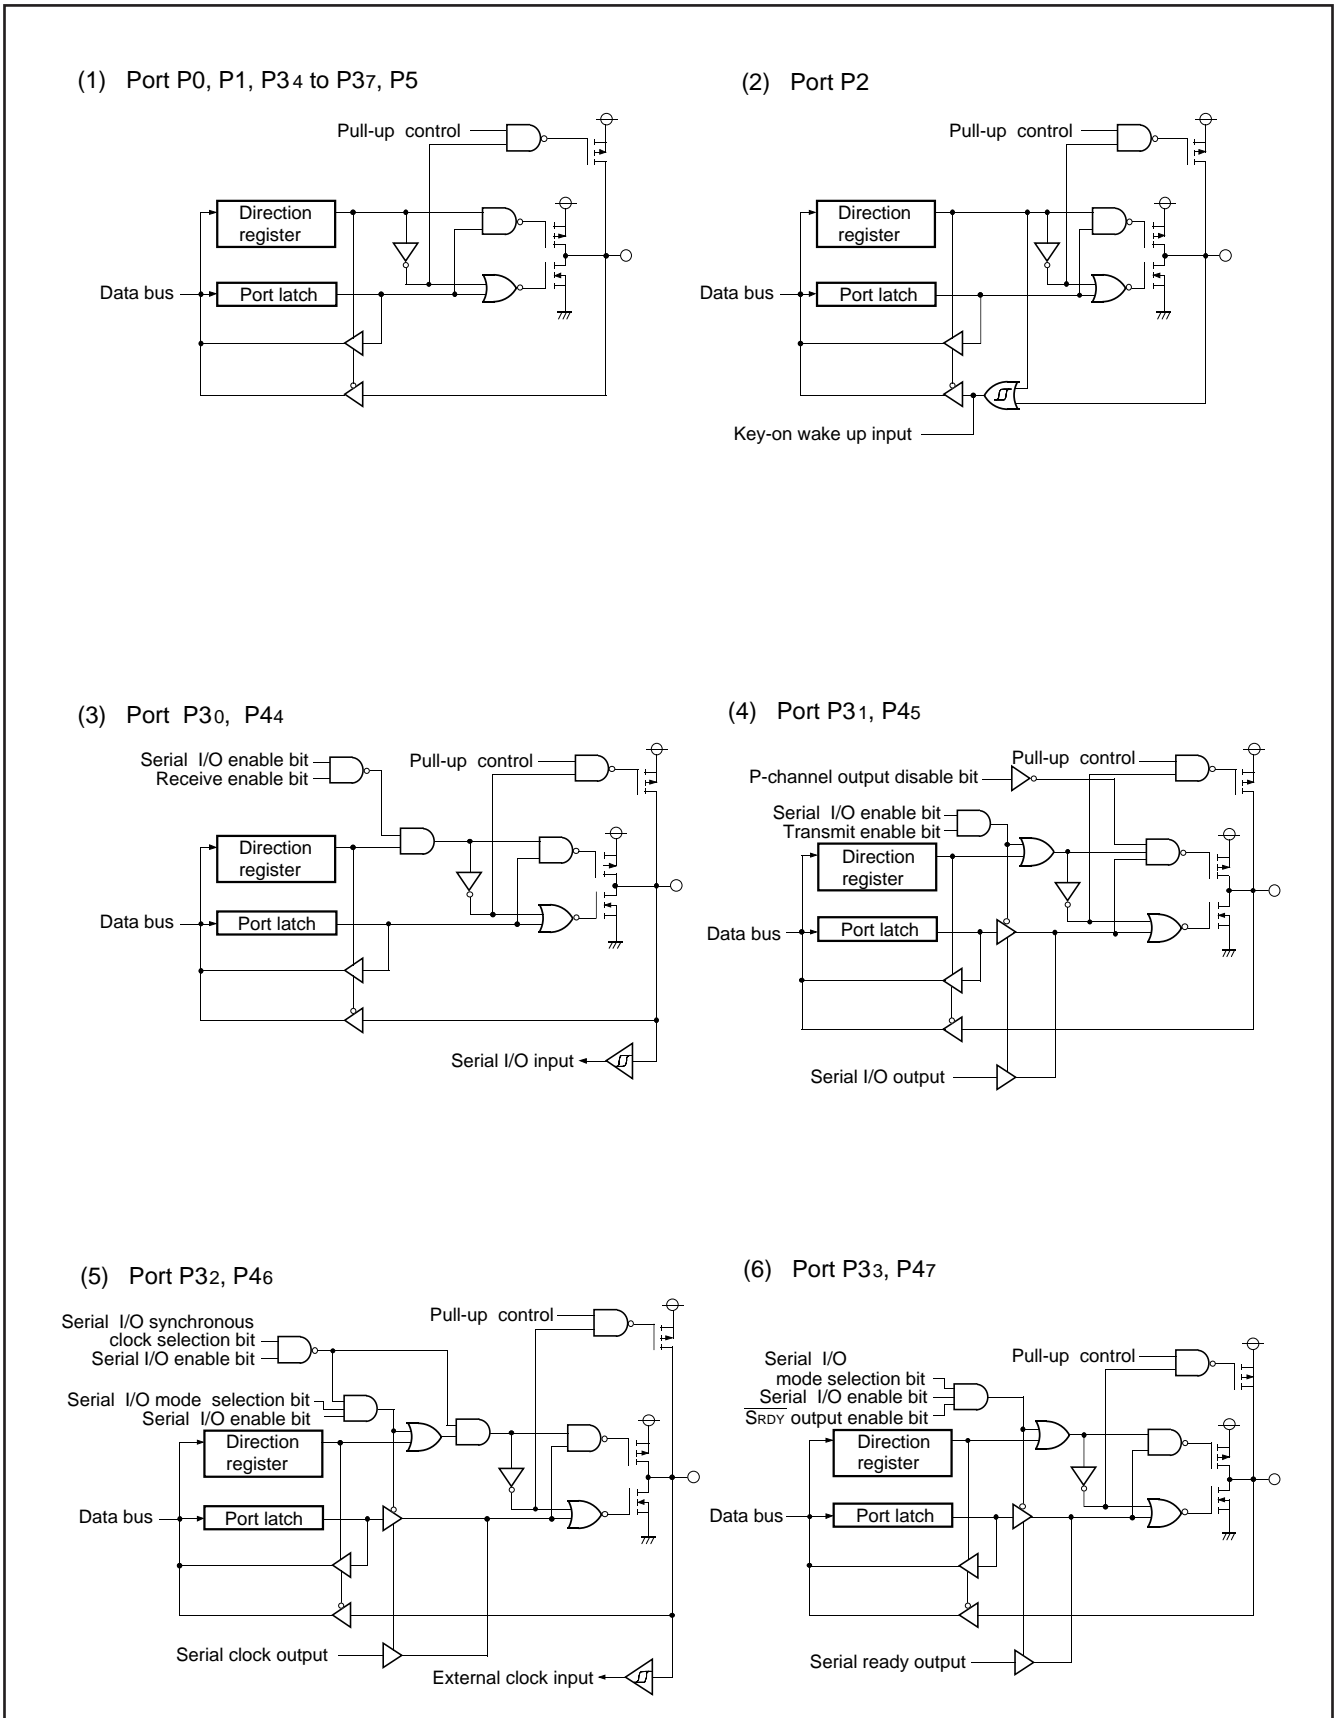 (1) Port P0, P1, P34 to P37, P5
Pull-up control
Direction
register
Data bus
Port latch
(2) Port P2
Pull-up control
Direction
register
Data bus
Port latch
Key-on wake up input
(3) Port P30, P44
Serial I/O enable bit
Receive enable bit
Pull-up control
Direction
register
Data bus
Port latch
Serial I/O input
(4) Port P31, P45
Pull-up control
P-channel output disable bit
Serial I/O enable bit
Transmit enable bit
Direction
register
Data bus
Port latch
Serial I/O output
(5) Port P32, P46
Pull-up control
Serial I/O synchronous
clock selection bit
Serial I/O enable bit
Serial I/O mode selection bit
Serial I/O enable bit
Direction
register
Data bus
Port latch
Serial clock output
External clock input
(6) Port P33, P47
Pull-up control
Serial I/O
mode selection bit
Serial I/O enable bit
SRDY output enable bit
Direction
register
Data bus
Port latch
Serial ready output